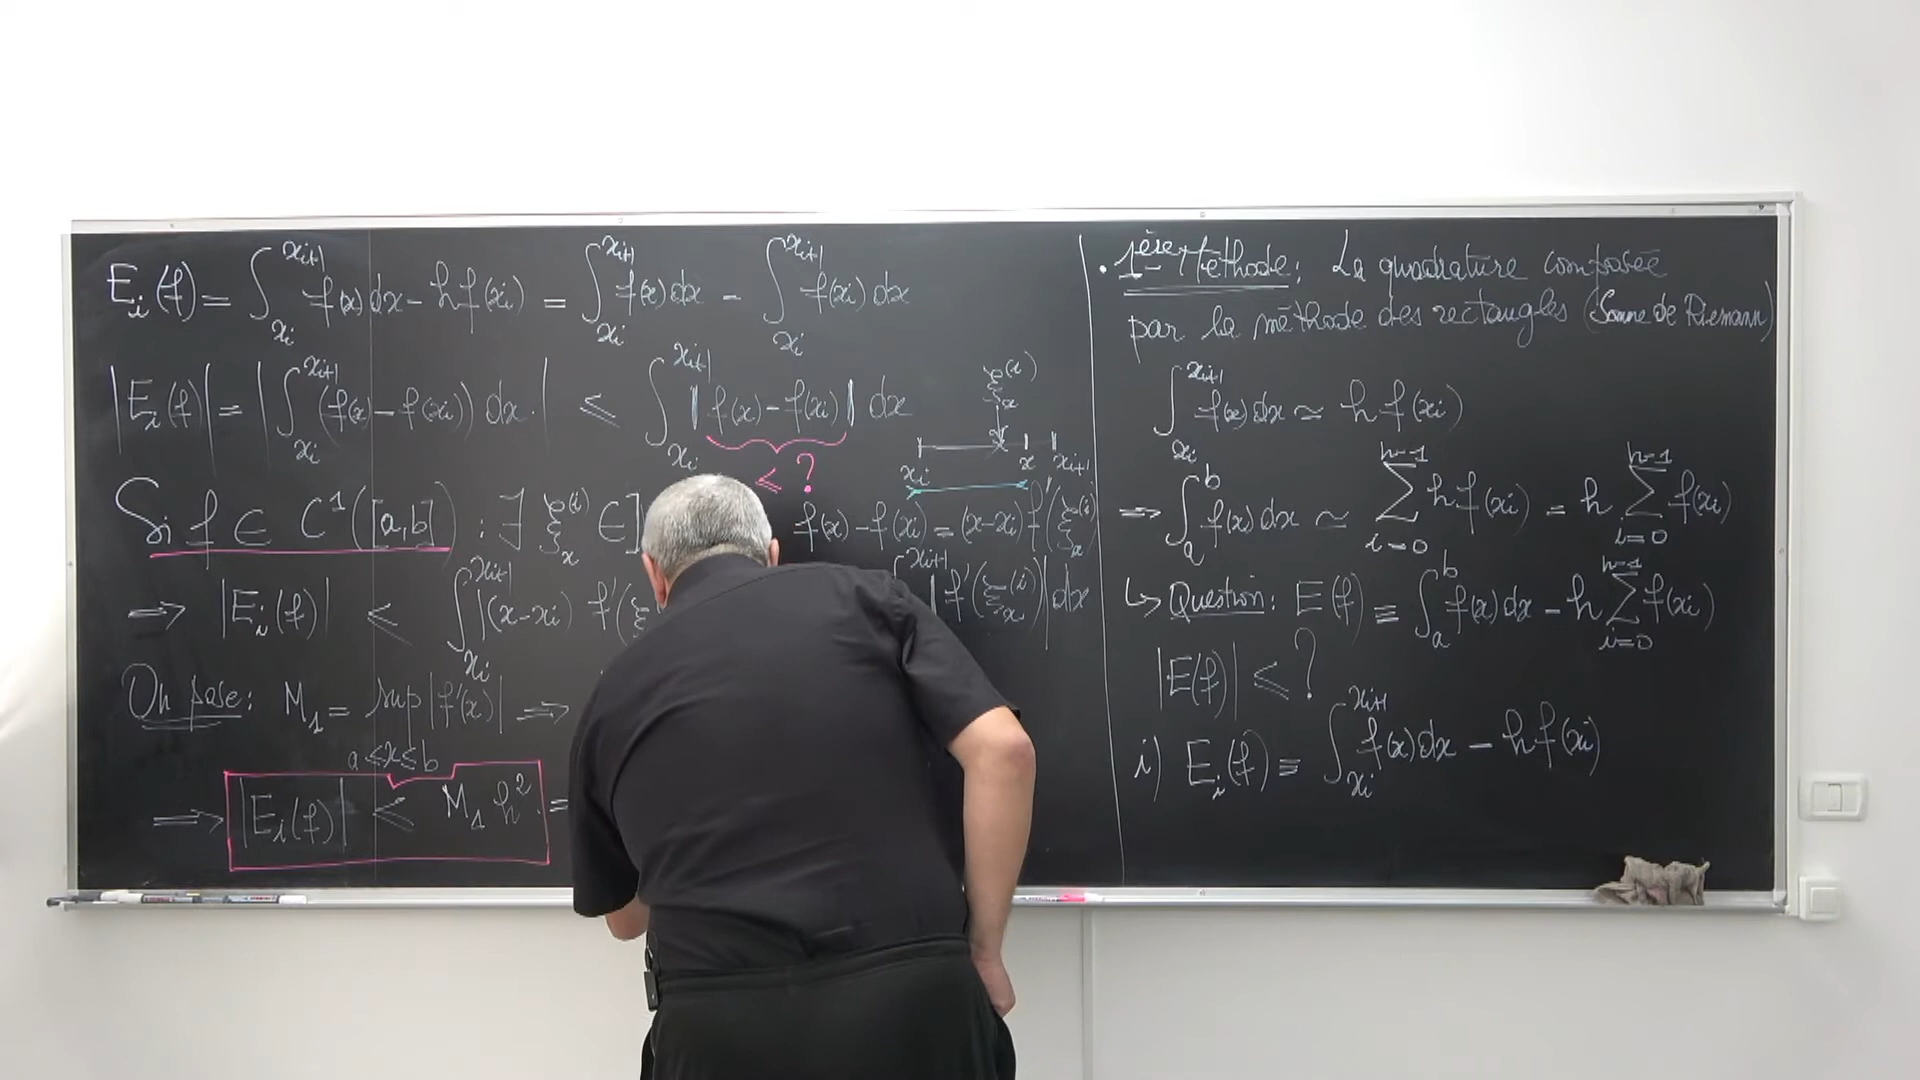 E_i(f) = ∫_{x_i}^{x_{i+1}} f(x)dx − hf(x_i) = ∫_{x_i}^{x_{i+1}} f(x)dx − ∫_{x_i}^{x_{i+1}} f(x_i)dx
|E_i(f)| = |∫_{x_i}^{x_{i+1}} (f(x) − f(x_i)) dx| ≤ ∫_{x_i}^{x_{i+1}} |f(x) − f(x_i)| dx
≤ ?
ξ_x^{(i)}
x_i x x_{i+1}
Si f ∈ C^1([a,b]) : ∃ ξ_x^{(i)} ∈] f(x) − f(x_i) = (x−x_i) f'(ξ_x^{(i)})
⇒ |E_i(f)| ≤ ∫_{x_i}^{x_{i+1}} |(x−x_i) f'(ξ x_{i+1} |f'(ξ_x^{(i)})| dx
On pose : M_1 = sup_{a≤x≤b} |f'(x)| ⇒
⇒ |E_i(f)| ≤ M_1 h^2 . =
• 1ère Méthode : La quadrature composée
par la méthode des rectangles (Somme de Riemann)
∫_{x_i}^{x_{i+1}} f(x)dx ≃ hf(x_i)
⇒ ∫_a^b f(x)dx ≃ ∑_{i=0}^{n-1} hf(x_i) = h ∑_{i=0}^{n-1} f(x_i)
↳ Question : E(f) ≡ ∫_a^b f(x)dx − h ∑_{i=0}^{n-1} f(x_i)
|E(f)| ≤ ?
i) E_i(f) ≡ ∫_{x_i}^{x_{i+1}} f(x)dx − hf(x_i)